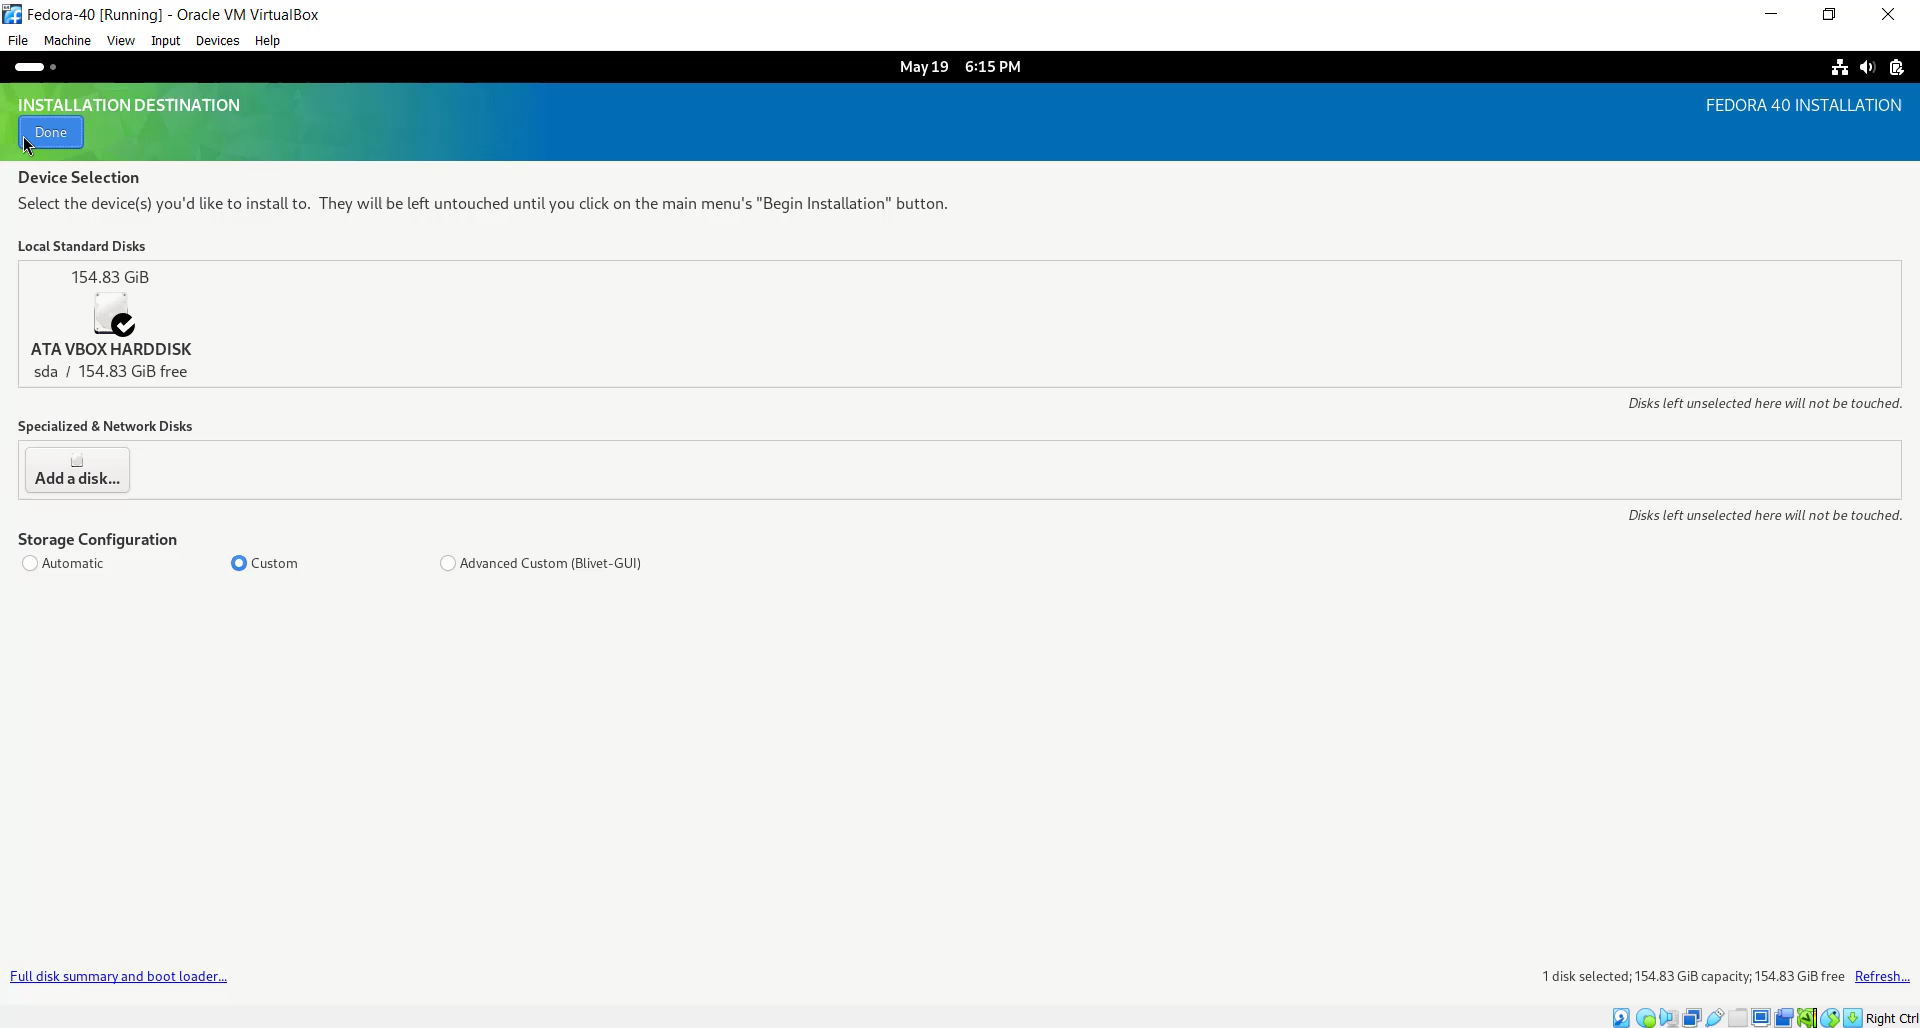 Fedora-40 [Running] - Oracle VM VirtualBox
File Machine View Input Devices Help
May 19 6:15 PM
INSTALLATION DESTINATION
FEDORA 40 INSTALLATION
Done
Device Selection
Select the device(s) you'd like to install to. They will be left untouched until you click on the main menu's "Begin Installation" button.
Local Standard Disks
154.83 GiB
ATA VBOX HARDDISK
sda / 154.83 GiB free
Disks left unselected here will not be touched.
Specialized & Network Disks
Add a disk...
Disks left unselected here will not be touched.
Storage Configuration
Automatic Custom Advanced Custom (Blivet-GUI)
Full disk summary and boot loader...
1 disk selected; 154.83 GiB capacity; 154.83 GiB free Refresh...
Right Ctrl